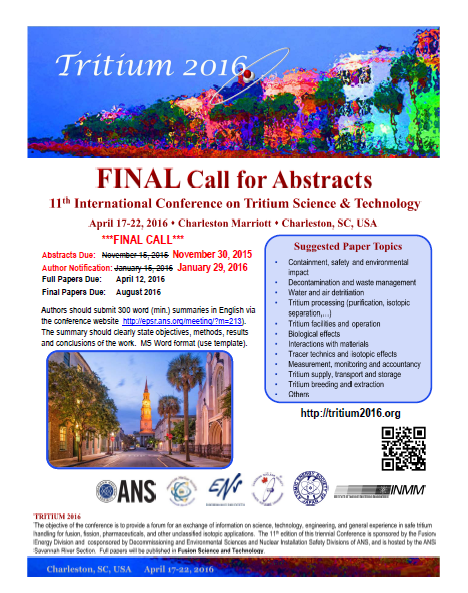 Tritium 2016
FINAL Call for Abstracts
11th International Conference on Tritium Science & Technology
April 17-22, 2016 • Charleston Marriott • Charleston, SC, USA
***FINAL CALL***
Abstracts Due: November 15, 2015 November 30, 2015
Author Notification: January 15, 2016 January 29, 2016
Full Papers Due: April 12, 2016
Final Papers Due: August 2016
Authors should submit 300 word (min.) summaries in English via
the conference website http://epsr.ans.org/meeting/?m=213).
The summary should clearly state objectives, methods, results
and conclusions of the work. MS Word format (use template).
Suggested Paper Topics
• Containment, safety and environmental
impact
• Decontamination and waste management
• Water and air detritiation
• Tritium processing (purification, isotopic
separation,...)
• Tritium facilities and operation
• Biological effects
• Interactions with materials
• Tracer technics and isotopic effects
• Measurement, monitoring and accountancy
• Tritium supply, transport and storage
• Tritium breeding and extraction
• Others
http://tritium2016.org
ANS
ENS
INMM
TRITIUM 2016
The objective of the conference is to provide a forum for an exchange of information on science, technology, engineering, and general experience in safe tritium
handling for fusion, fission, pharmaceuticals, and other unclassified isotopic applications. The 11th edition of this triennial Conference is sponsored by the Fusion
Energy Division and cosponsored by Decommissioning and Environmental Sciences and Nuclear Installation Safety Divisions of ANS, and is hosted by the ANS
Savannah River Section. Full papers will be published in Fusion Science and Technology.
Charleston, SC, USA April 17-22, 2016